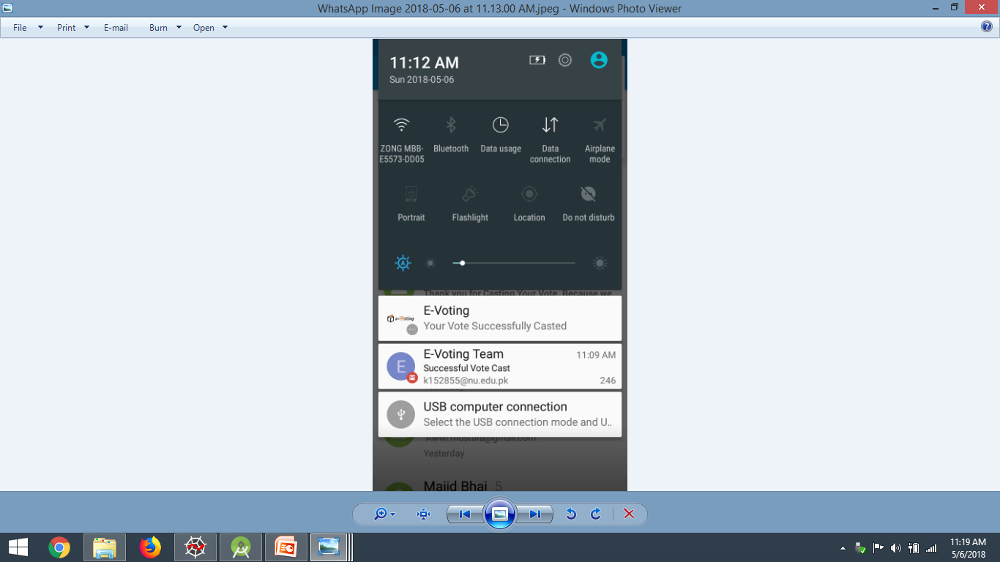 WhatsApp Image 2018-05-06 at 11.13.00 AM.jpeg - Windows Photo Viewer
File Print E-mail Burn Open
11:12 AM
Sun 2018-05-06
ZONG MBB-E5573-DD05 Bluetooth Data usage Data connection Airplane mode
Portrait Flashlight Location Do not disturb
Thank you for Casting Your Vote. Because we
E-Voting
e-Voting
Your Vote Successfully Casted
E-Voting Team 11:09 AM
E
Successful Vote Cast
k152855@nu.edu.pk 246
USB computer connection
Select the USB connection mode and U..
Awwi.mustafa@gmail.com
Yesterday
Majid Bhai 5
11:19 AM
5/6/2018